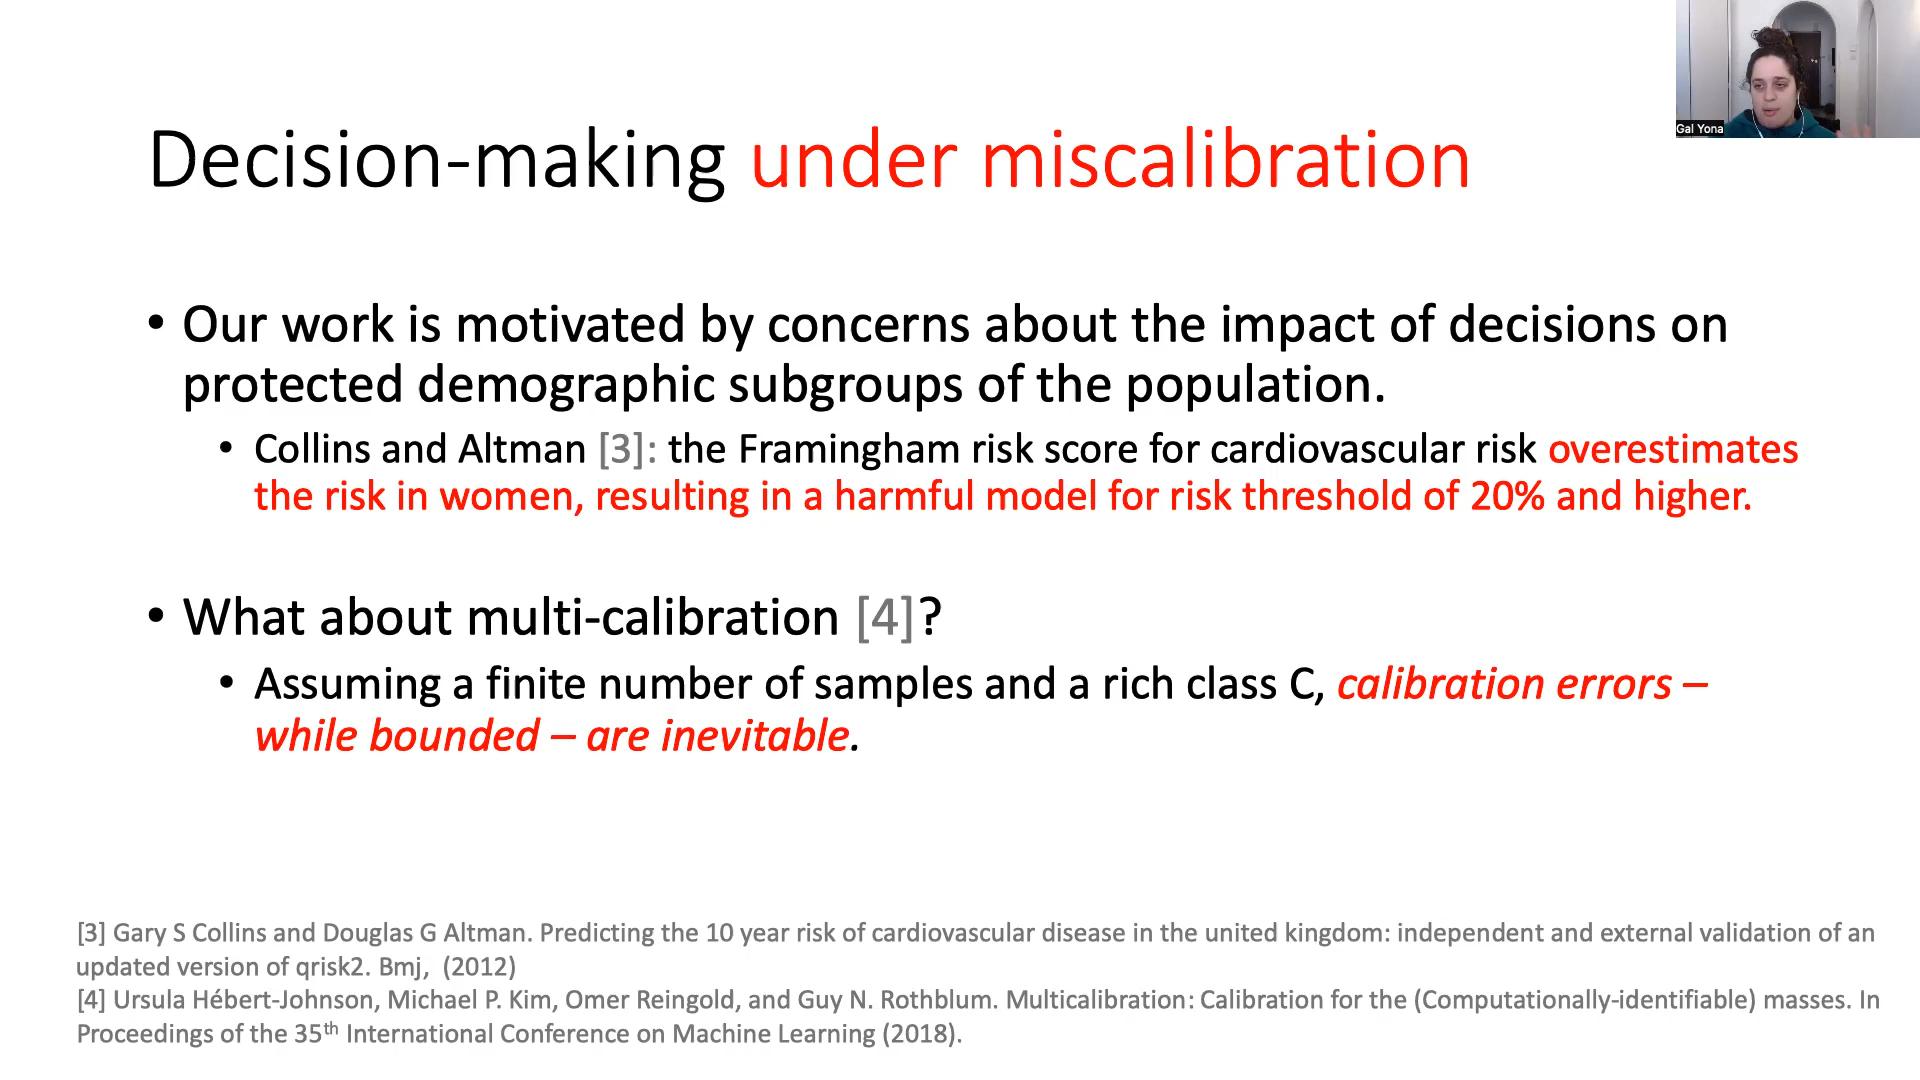 Gal Yona
Decision-making under miscalibration
• Our work is motivated by concerns about the impact of decisions on
protected demographic subgroups of the population.
• Collins and Altman [3]: the Framingham risk score for cardiovascular risk overestimates
the risk in women, resulting in a harmful model for risk threshold of 20% and higher.
• What about multi-calibration [4]?
• Assuming a finite number of samples and a rich class C, calibration errors –
while bounded – are inevitable.
[3] Gary S Collins and Douglas G Altman. Predicting the 10 year risk of cardiovascular disease in the united kingdom: independent and external validation of an
updated version of qrisk2. Bmj, (2012)
[4] Ursula Hébert-Johnson, Michael P. Kim, Omer Reingold, and Guy N. Rothblum. Multicalibration: Calibration for the (Computationally-identifiable) masses. In
Proceedings of the 35th International Conference on Machine Learning (2018).